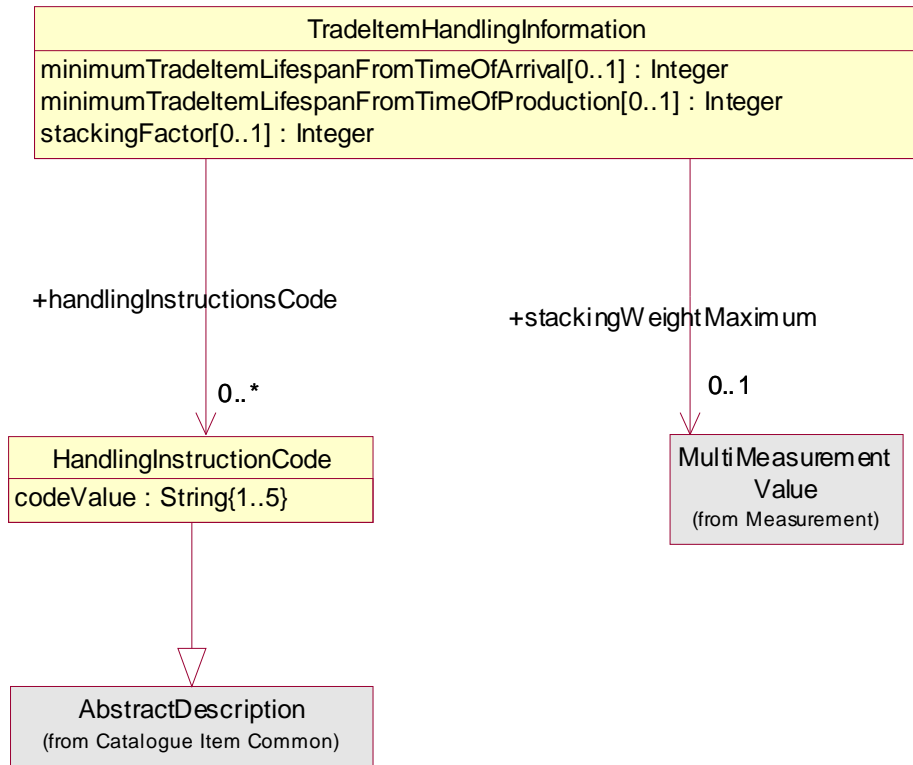 TradeItemHandlingInformation
minimumTradeItemLifespanFromTimeOfArrival[0..1] : Integer
minimumTradeItemLifespanFromTimeOfProduction[0..1] : Integer
stackingFactor[0..1] : Integer
+handlingInstructionsCode
+stackingWeightMaximum
0..*
0..1
HandlingInstructionCode
codeValue : String{1..5}
MultiMeasurement
Value
(from Measurement)
AbstractDescription
(from Catalogue Item Common)